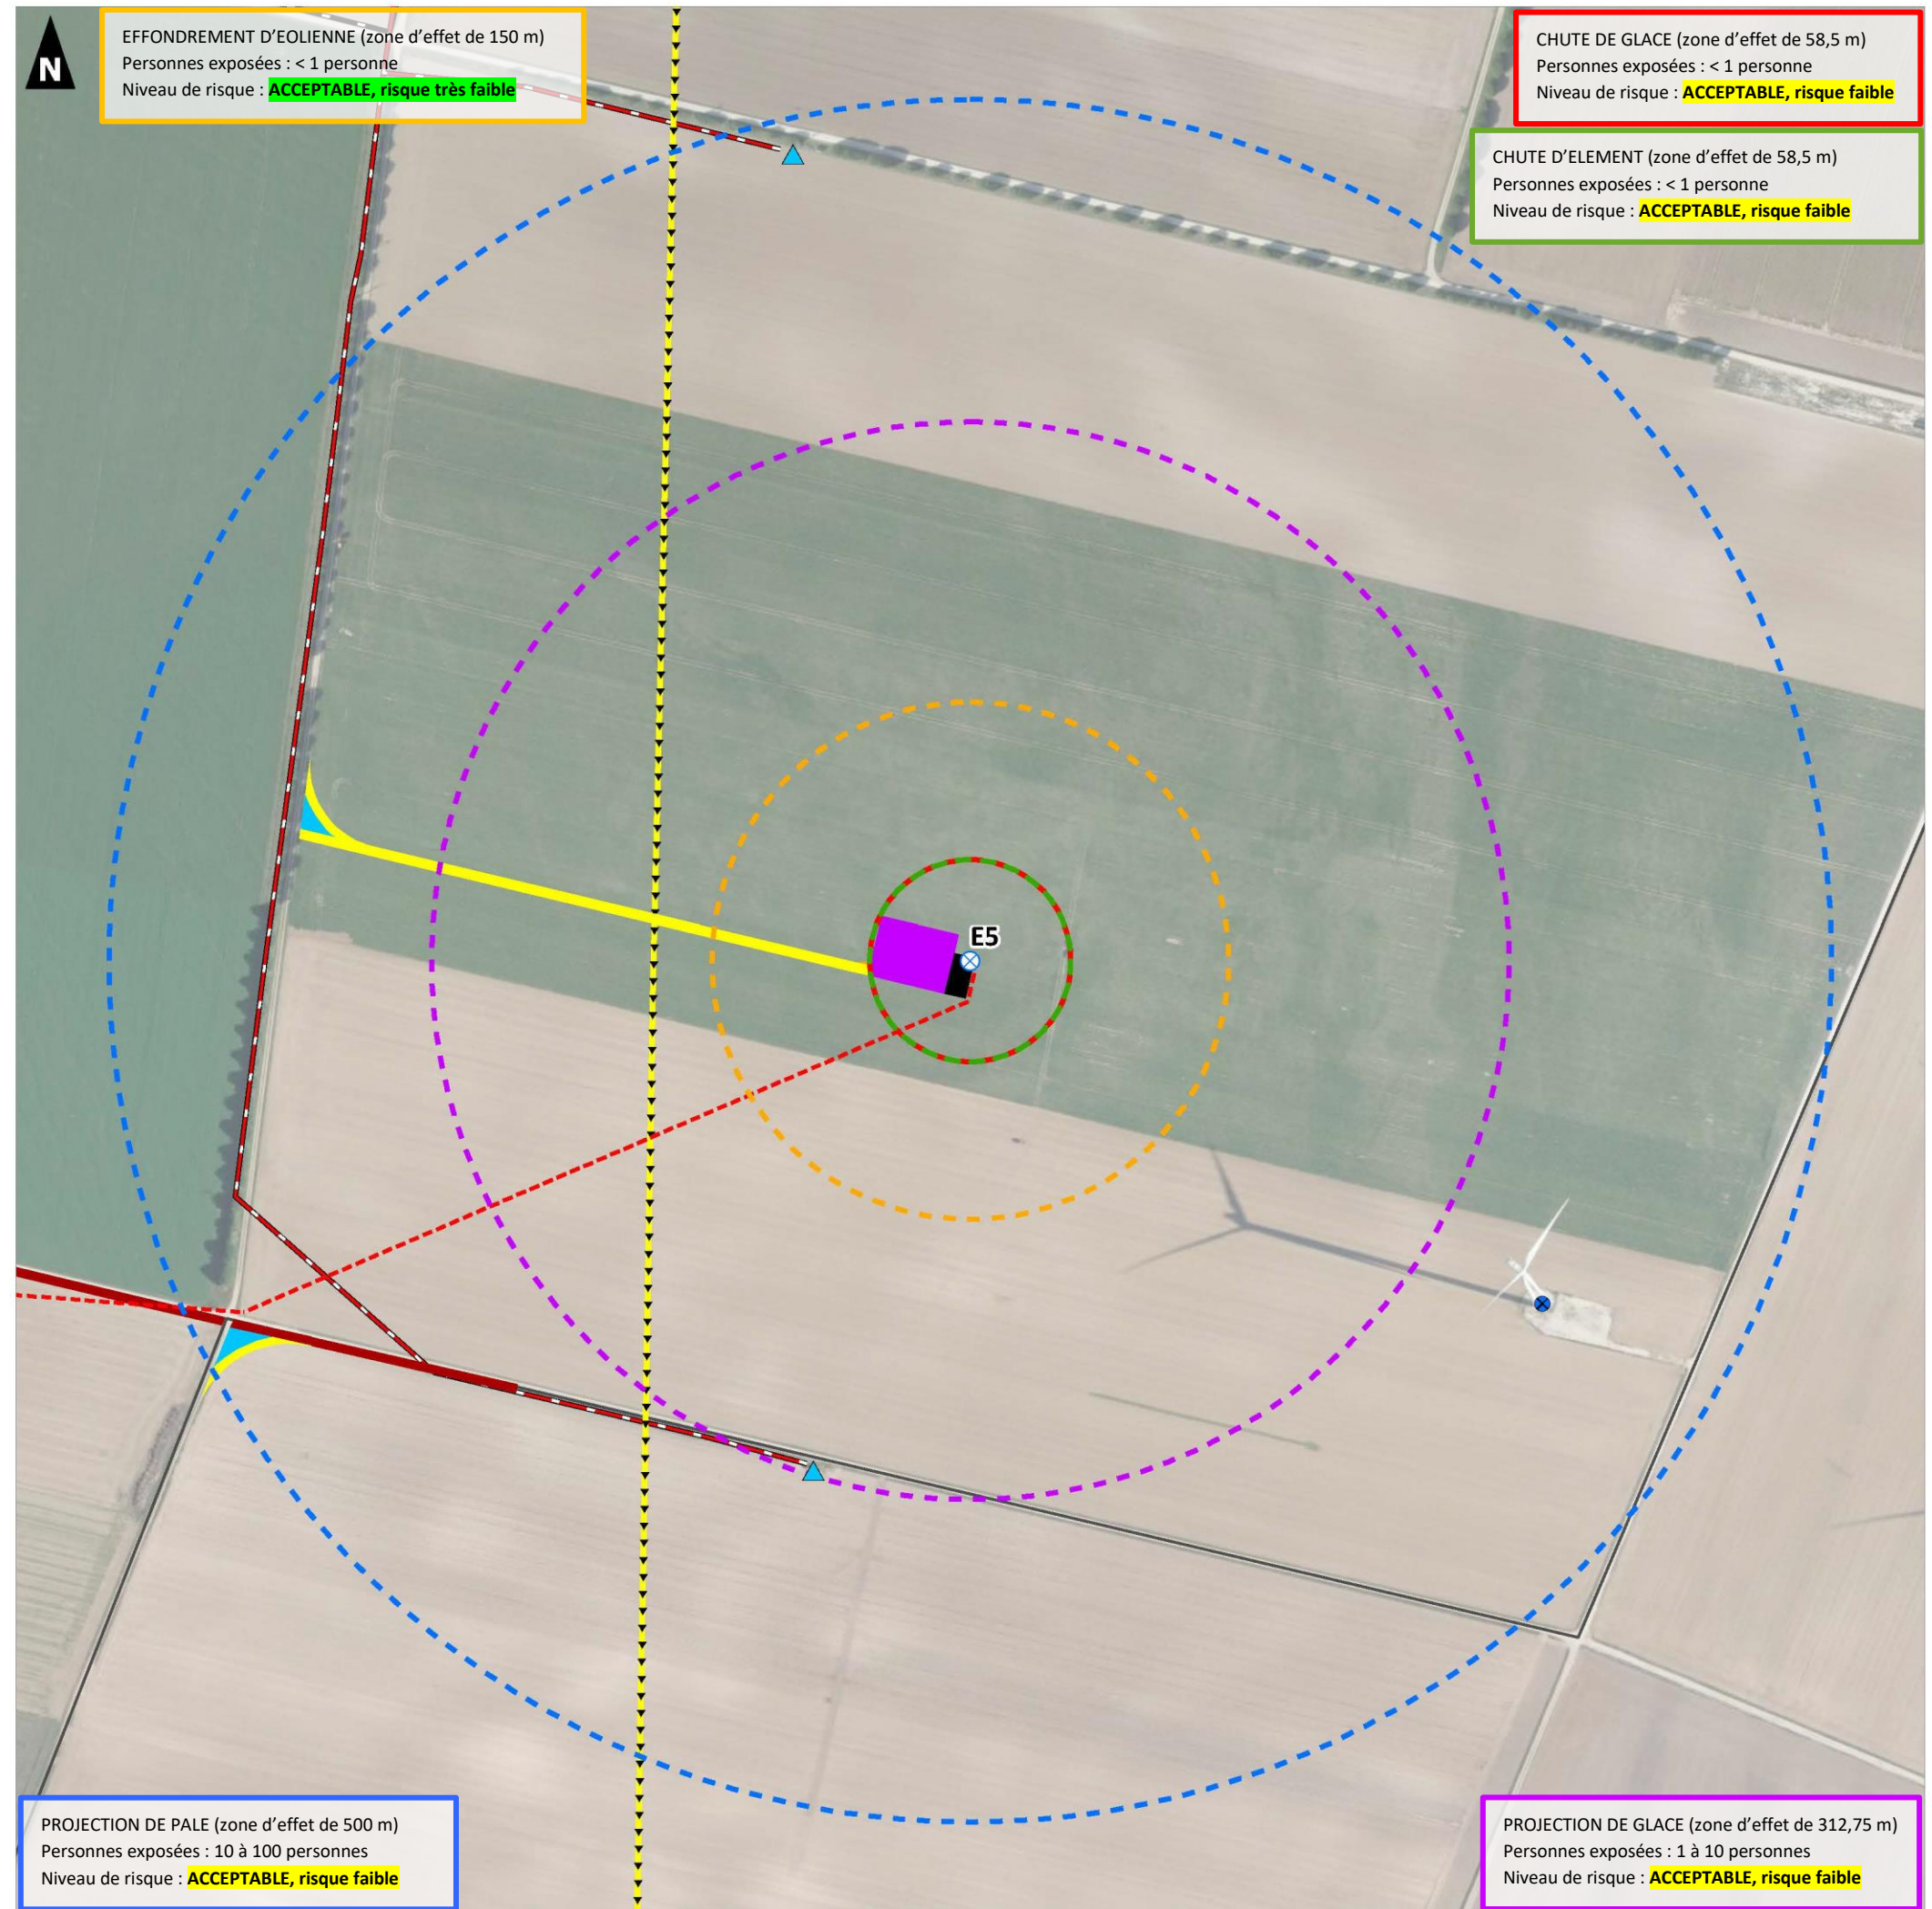 N
EFFONDREMENT D’EOLIENNE (zone d’effet de 150 m)
Personnes exposées : < 1 personne
Niveau de risque : ACCEPTABLE, risque très faible
CHUTE DE GLACE (zone d’effet de 58,5 m)
Personnes exposées : < 1 personne
Niveau de risque : ACCEPTABLE, risque faible
CHUTE D’ELEMENT (zone d’effet de 58,5 m)
Personnes exposées : < 1 personne
Niveau de risque : ACCEPTABLE, risque faible
E5
PROJECTION DE PALE (zone d’effet de 500 m)
Personnes exposées : 10 à 100 personnes
Niveau de risque : ACCEPTABLE, risque faible
PROJECTION DE GLACE (zone d’effet de 312,75 m)
Personnes exposées : 1 à 10 personnes
Niveau de risque : ACCEPTABLE, risque faible